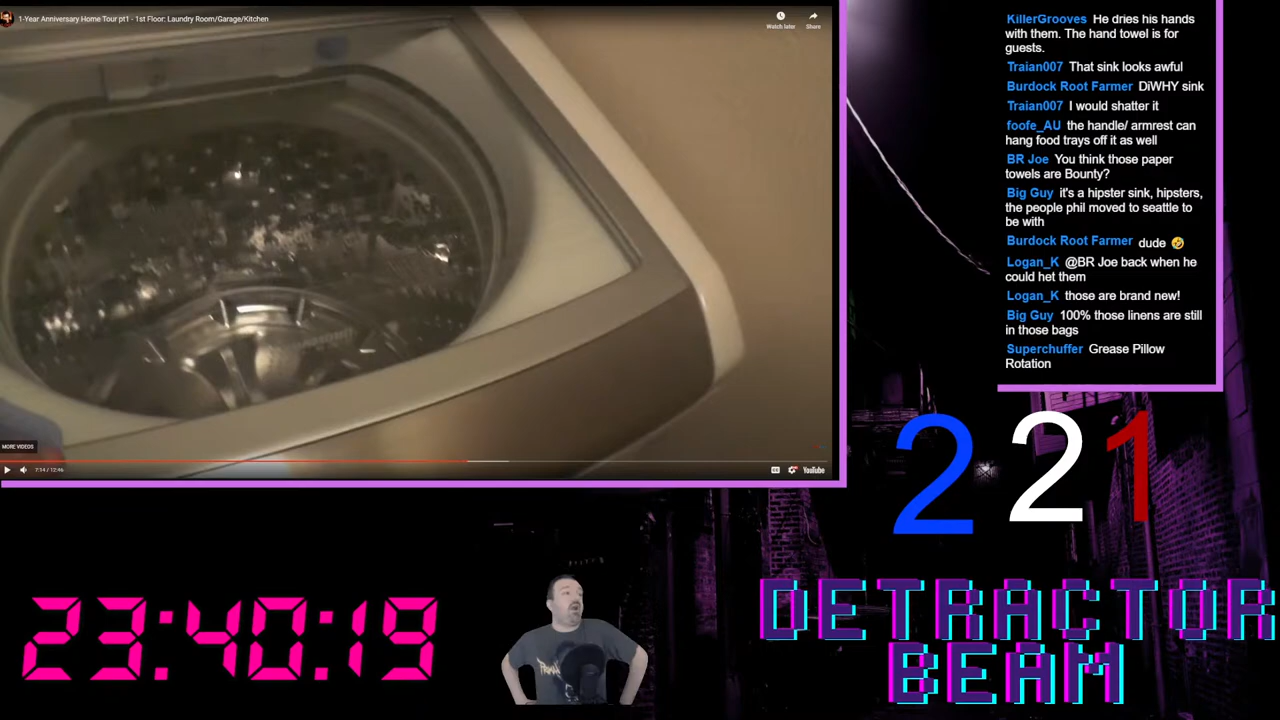 1-Year Anniversary Home Tour pt1 - 1st Floor: Laundry Room/Garage/Kitchen
Watch later
Share
MORE VIDEOS
7:14 / 12:46
YouTube
KillerGrooves He dries his hands
with them. The hand towel is for
guests.
Traian007 That sink looks awful
Burdock Root Farmer DiWHY sink
Traian007 I would shatter it
foofe_AU the handle/ armrest can
hang food trays off it as well
BR Joe You think those paper
towels are Bounty?
Big Guy it's a hipster sink, hipsters,
the people phil moved to seattle to
be with
Burdock Root Farmer dude 🤣
Logan_K @BR Joe back when he
could het them
Logan_K those are brand new!
Big Guy 100% those linens are still
in those bags
Superchuffer Grease Pillow
Rotation
2 2 1
23:40:19
DETRACTOR
BEAM